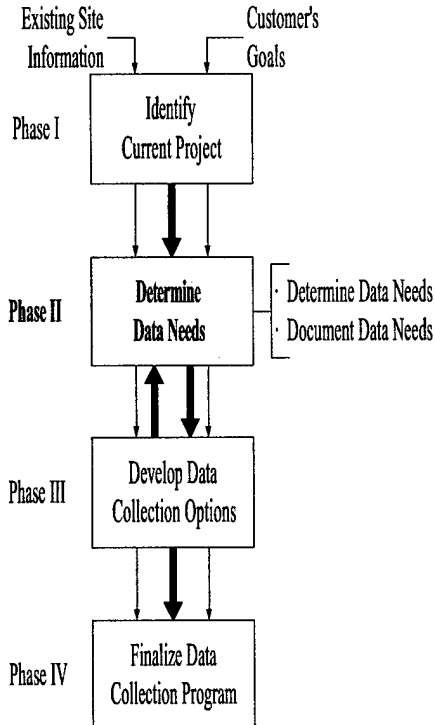 Existing Site
Information
Customer's
Goals
Phase I
Identify
Current Project
Phase II
Determine
Data Needs
· Determine Data Needs
· Document Data Needs
Phase III
Develop Data
Collection Options
Phase IV
Finalize Data
Collection Program